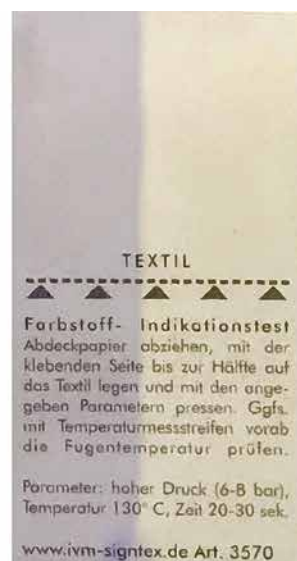 TEXTIL
Farbstoff- Indikationstest
Abdeckpapier abziehen, mit der
klebenden Seite bis zur Hälfte auf
das Textil legen und mit den ange-
geben Parametern pressen. Ggfs.
mit Temperaturmessstreifen vorab
die Fugentemperatur prüfen.
Parameter: hoher Druck (6-8 bar),
Temperatur 130° C, Zeit 20-30 sek.
www.ivm-signtex.de Art. 3570